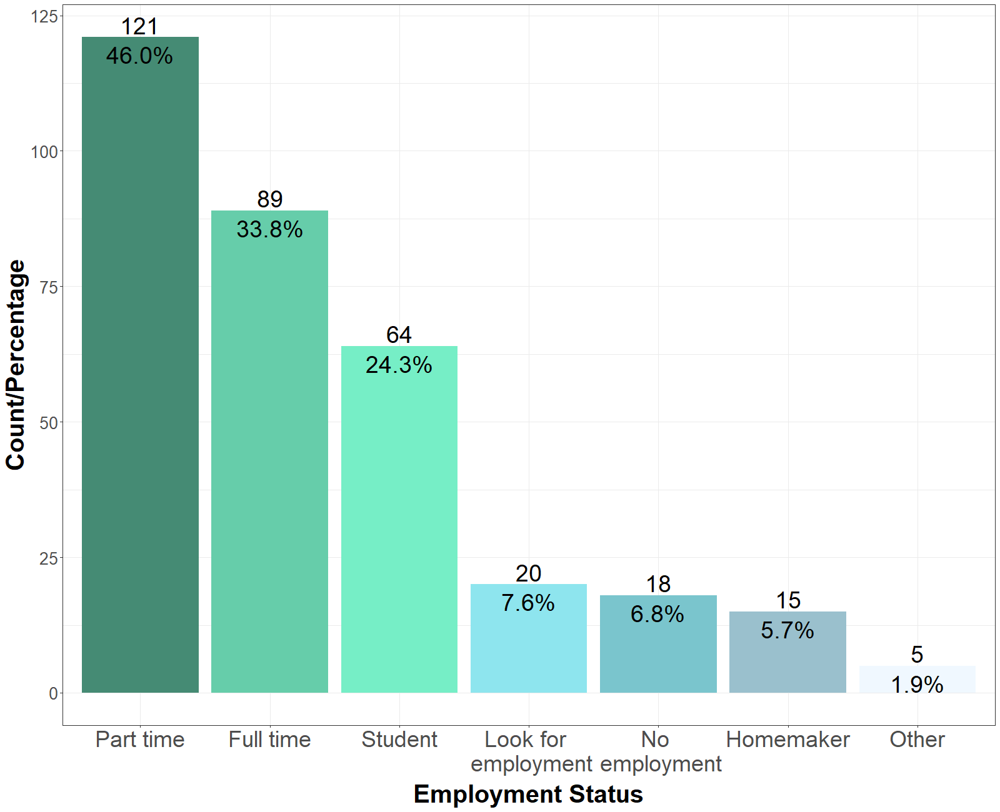 125
100
75
50
25
0
Count/Percentage
121
46.0%
89
33.8%
64
24.3%
20
7.6%
18
6.8%
15
5.7%
5
1.9%
Part time
Full time
Student
Look for
employment
No
employment
Homemaker
Other
Employment Status